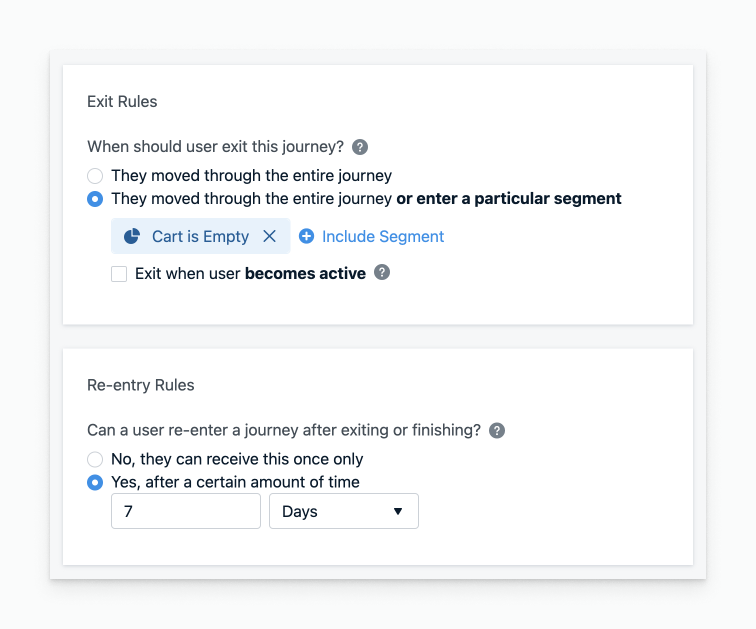 Exit Rules
When should user exit this journey? ?
They moved through the entire journey
They moved through the entire journey or enter a particular segment
Cart is Empty Include Segment
Exit when user becomes active ?
Re-entry Rules
Can a user re-enter a journey after exiting or finishing? ?
No, they can receive this once only
Yes, after a certain amount of time
7 Days